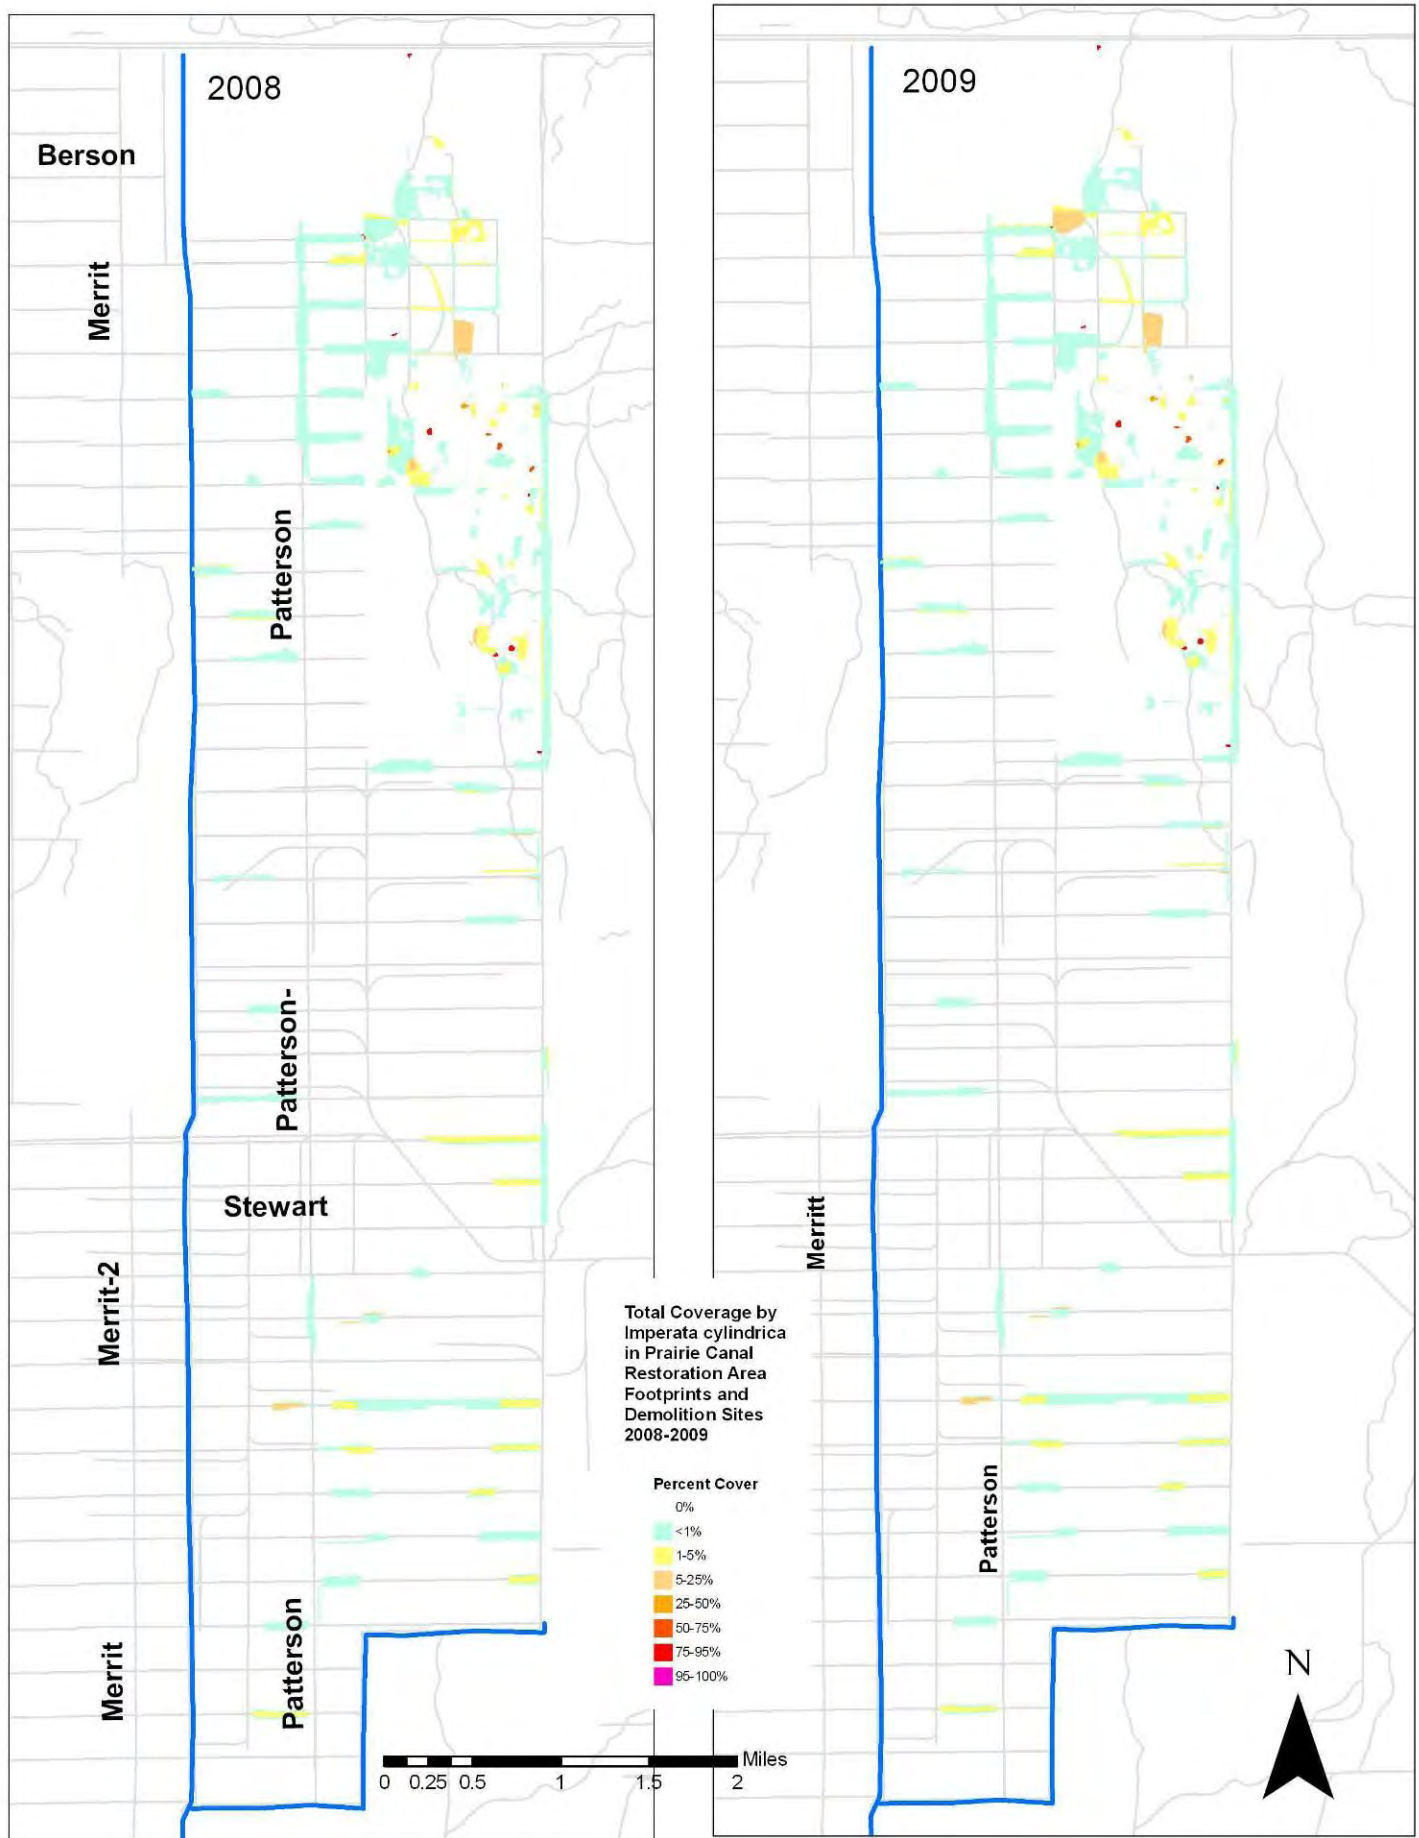 2008
Berson
Merrit
Patterson
Patterson-
Stewart
Merrit-2
Merrit
Patterson
2009
Merritt
Patterson
Total Coverage by
Imperata cylindrica
in Prairie Canal
Restoration Area
Footprints and
Demolition Sites
2008-2009
Percent Cover
0%
<1%
1-5%
5-25%
25-50%
50-75%
75-95%
95-100%
N
Miles
0 0.25 0.5 1 1.5 2